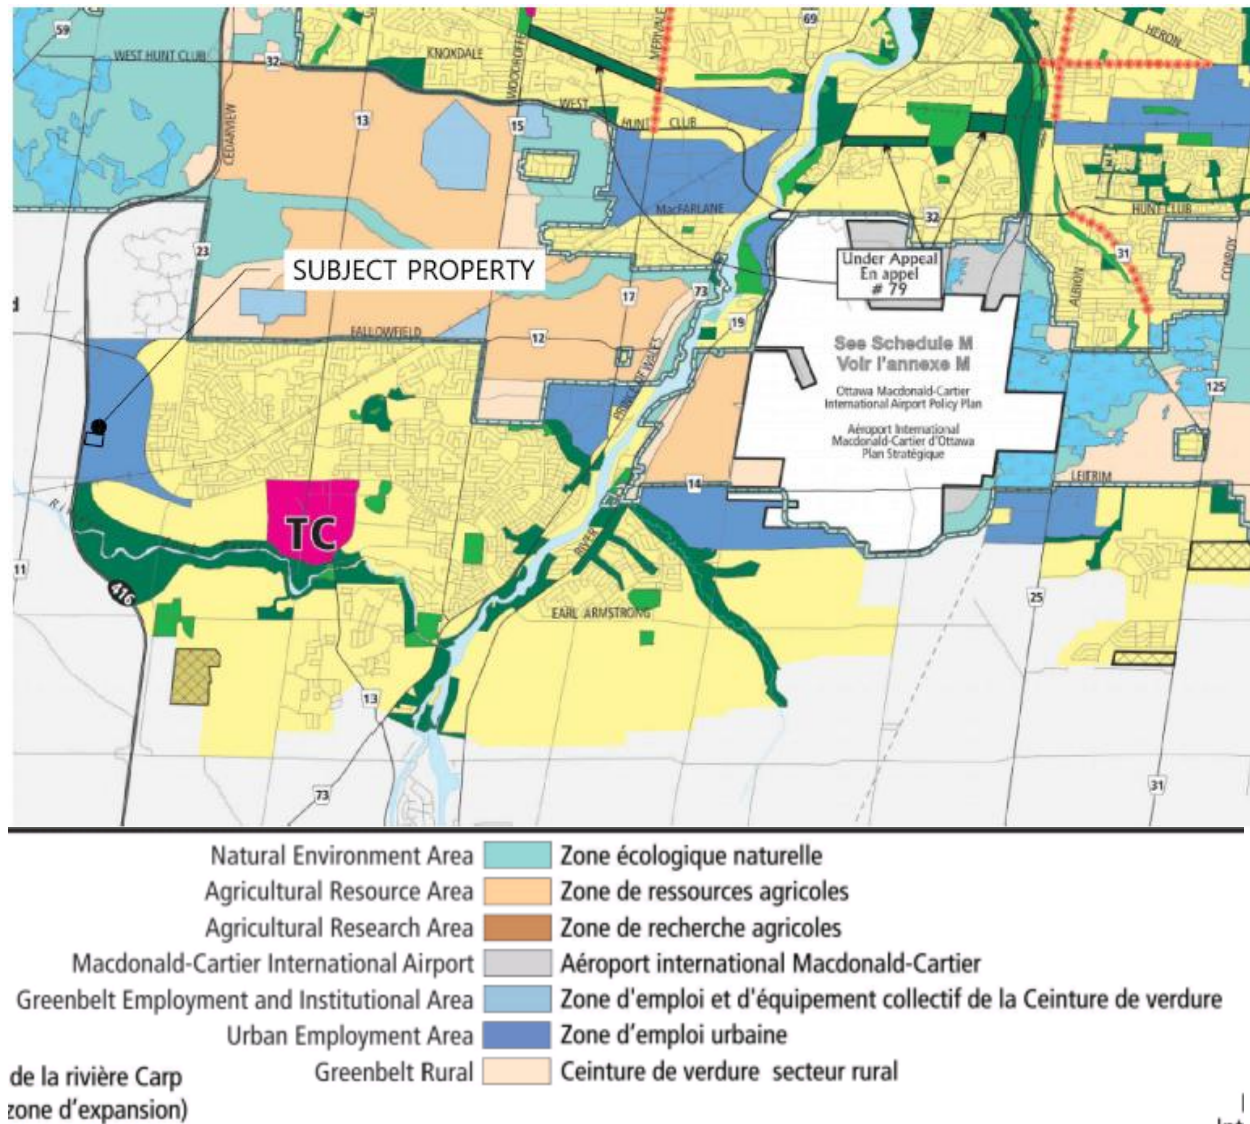 59
69
HERON
WEST HUNT CLUB
KNOXDALE
WOODROFFE
MERIVALE
32
CEDARVIEW
13
15
WEST
HUNT CLUB
MacFARLANE
32
HUNT CLUB
23
SUBJECT PROPERTY
Under Appeal
En appel
# 79
31
ALBION
CONROY
d
17
73
19
FALLOWFIELD
12
PRINCE OF WALES
See Schedule M
Voir l'annexe M
Ottawa Macdonald-Cartier
International Airport Policy Plan
Aéroport International
Macdonald-Cartier d'Ottawa
Plan Stratégique
125
LEITRIM
14
TC
RIVER
11
416
EARL ARMSTRONG
25
13
73
31
Natural Environment Area Zone écologique naturelle
Agricultural Resource Area Zone de ressources agricoles
Agricultural Research Area Zone de recherche agricoles
Macdonald-Cartier International Airport Aéroport international Macdonald-Cartier
Greenbelt Employment and Institutional Area Zone d'emploi et d'équipement collectif de la Ceinture de verdure
Urban Employment Area Zone d'emploi urbaine
Greenbelt Rural Ceinture de verdure secteur rural
de la rivière Carp
zone d'expansion)